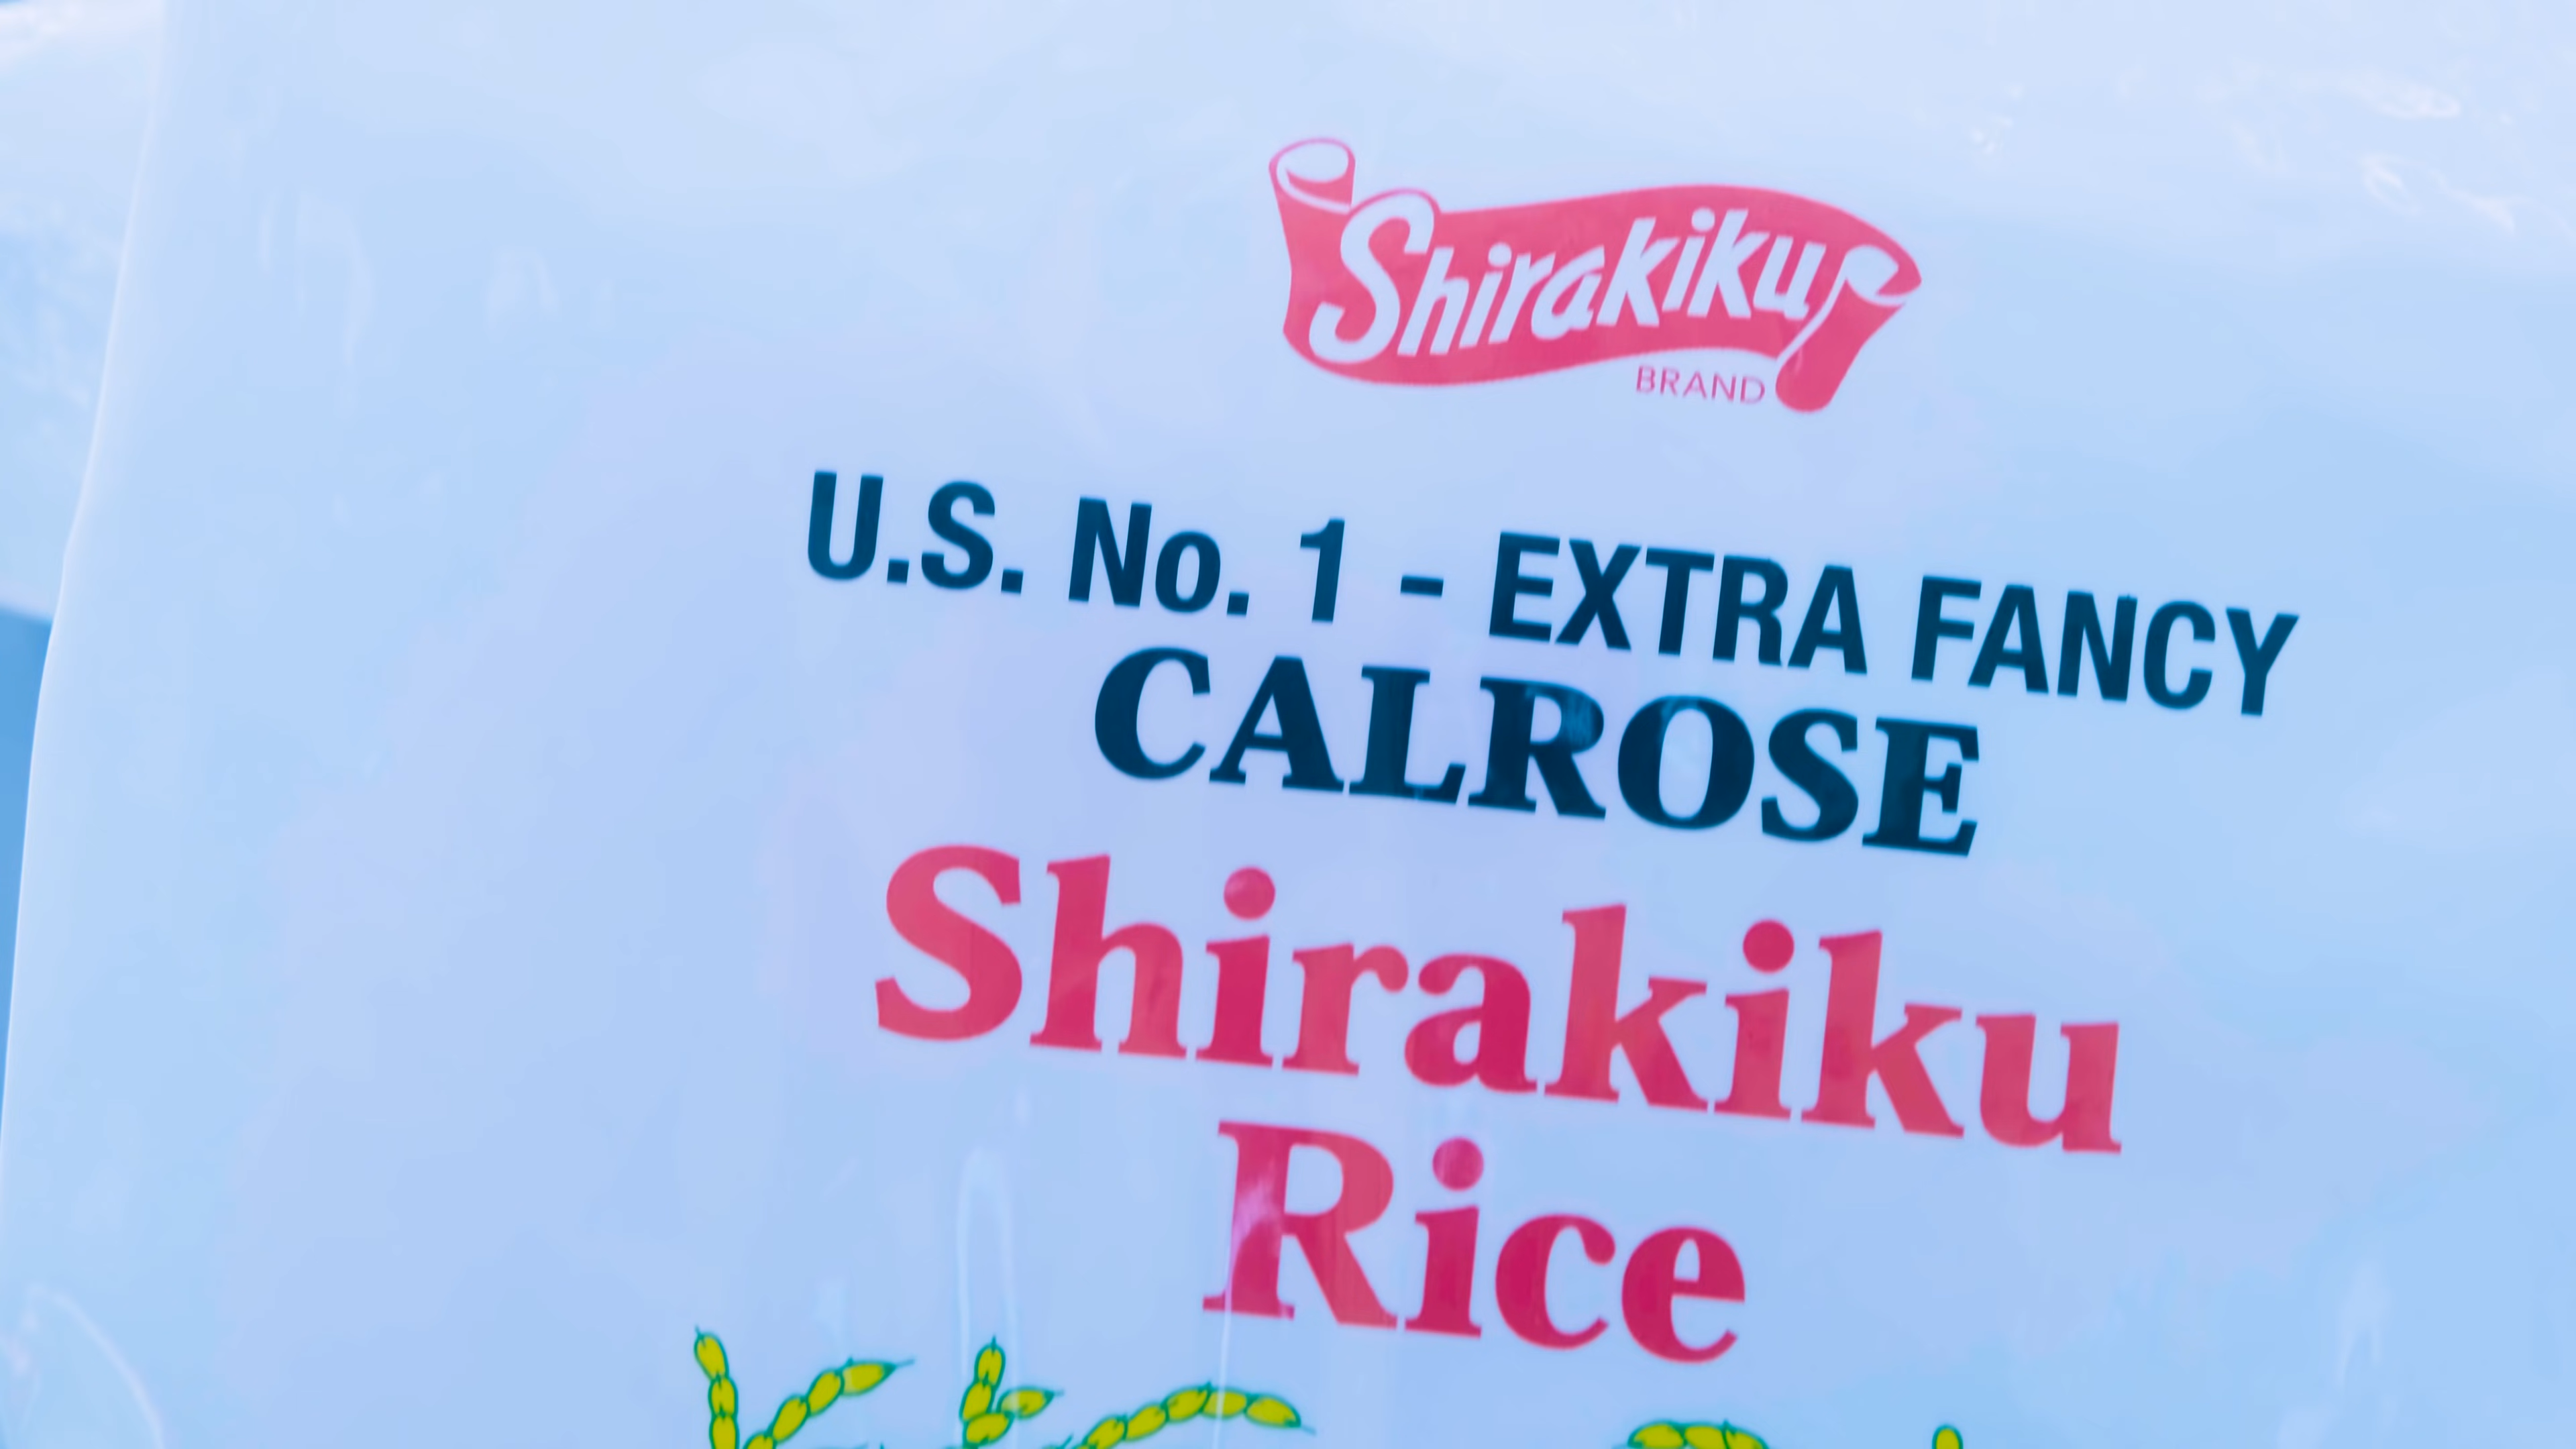 Shirakiku
BRAND
U.S. No. 1 - EXTRA FANCY
CALROSE
Shirakiku
Rice